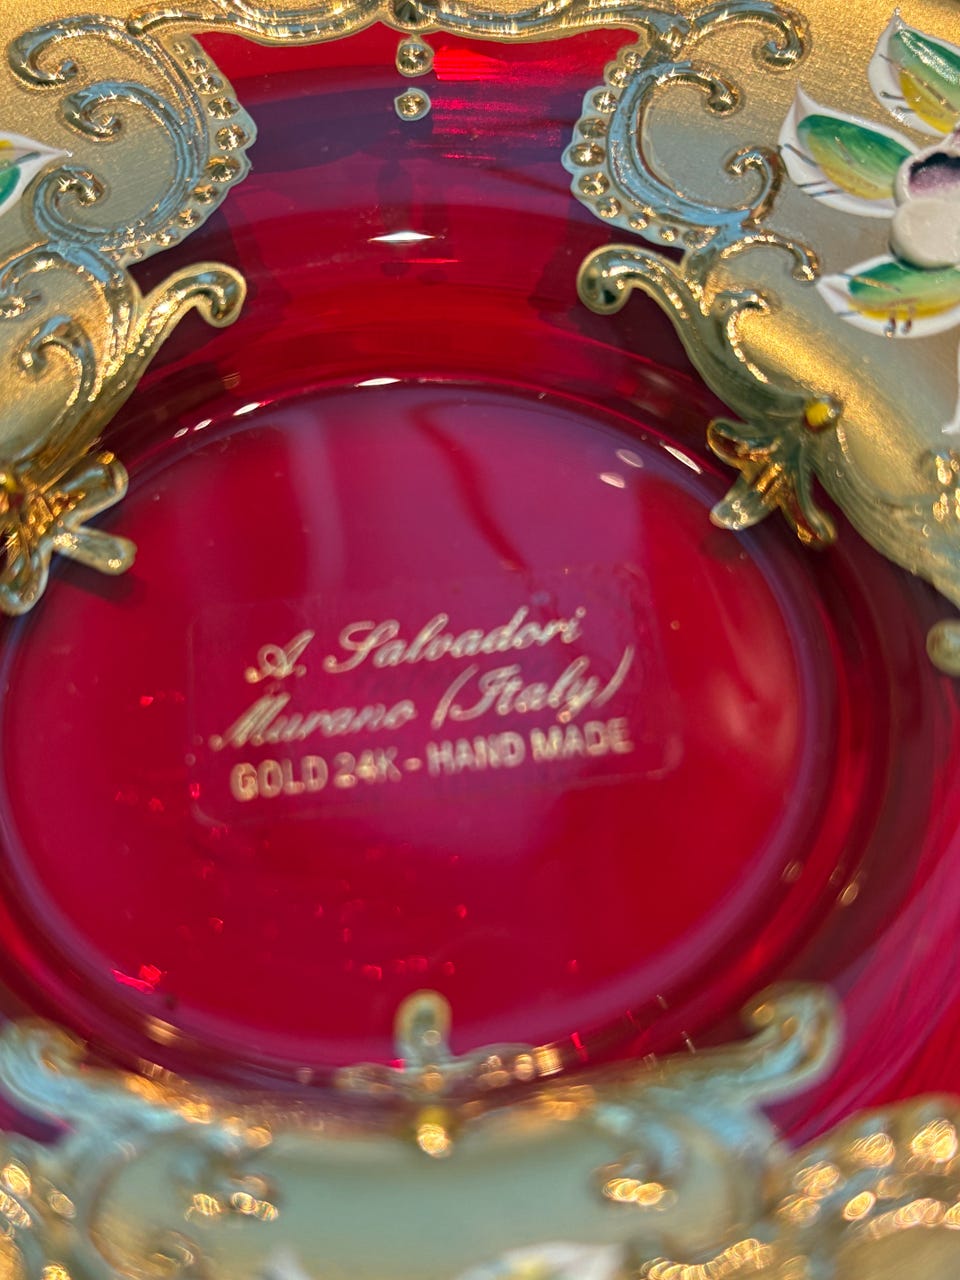 A. Salvadori
Murano (Italy)
GOLD 24K - HAND MADE